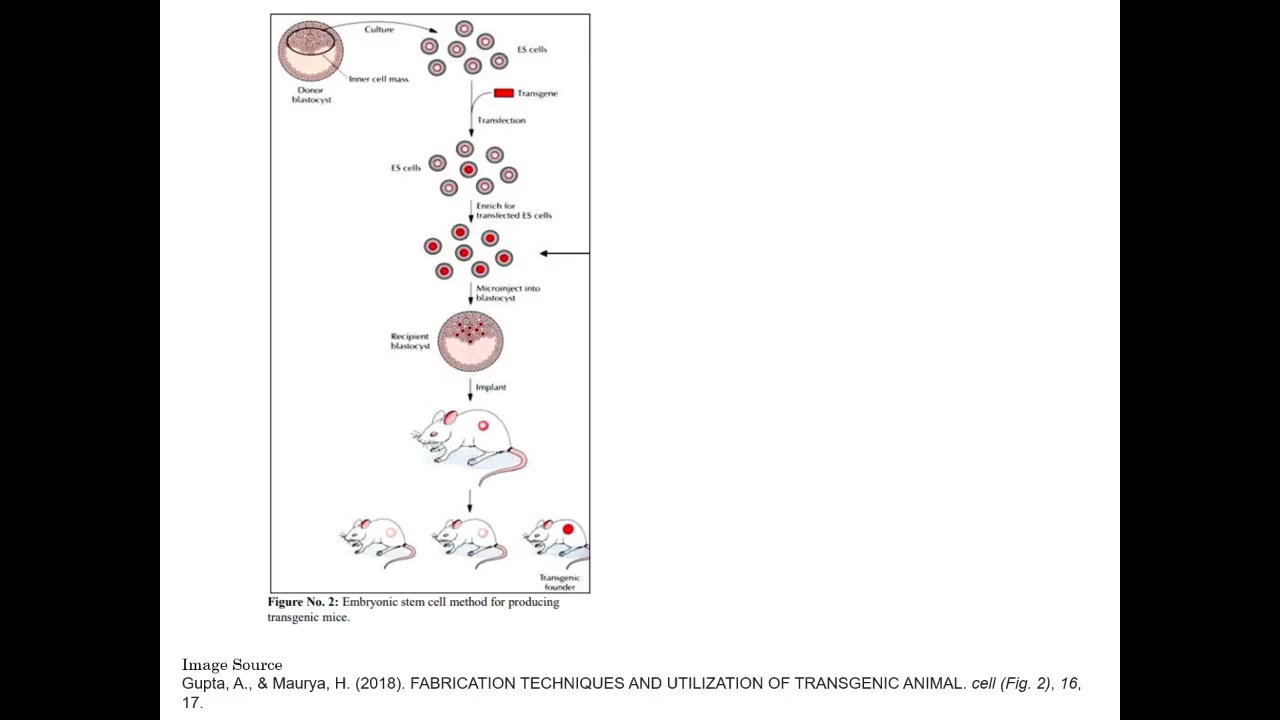 Culture
ES cells
Inner cell mass
Donor
blastocyst
Transgene
Transfection
ES cells
Enrich for
transfected ES cells
Microinject into
blastocyst
Recipient
blastocyst
Implant
Transgenic
founder
Figure No. 2: Embryonic stem cell method for producing
transgenic mice.
Image Source
Gupta, A., & Maurya, H. (2018). FABRICATION TECHNIQUES AND UTILIZATION OF TRANSGENIC ANIMAL. cell (Fig. 2), 16,
17.